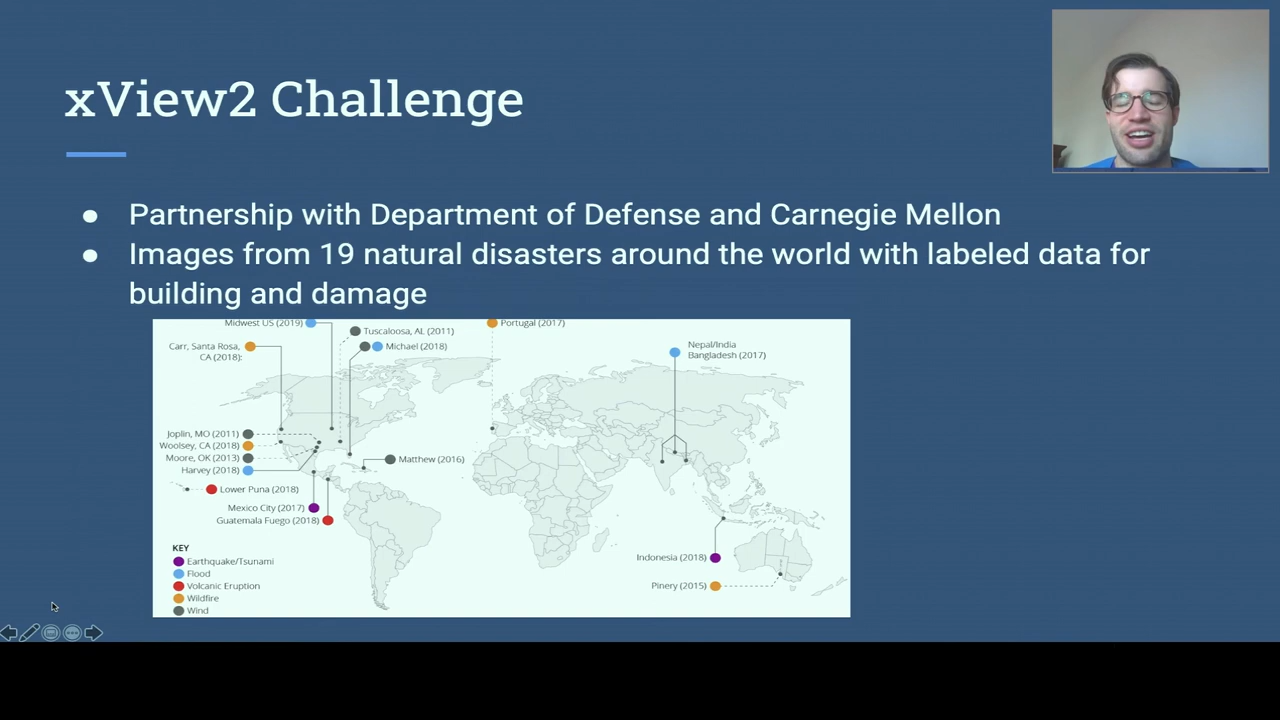 xView2 Challenge
● Partnership with Department of Defense and Carnegie Mellon
● Images from 19 natural disasters around the world with labeled data for
building and damage
Midwest US (2019)
Portugal (2017)
Tuscaloosa, AL (2011)
Carr, Santa Rosa,
CA (2018):
Michael (2018)
Nepal/India
Bangladesh (2017)
Joplin, MO (2011)
Woolsey, CA (2018)
Moore, OK (2013)
Harvey (2018)
Matthew (2016)
Lower Puna (2018)
Mexico City (2017)
Guatemala Fuego (2018)
Indonesia (2018)
Pinery (2015)
KEY
Earthquake/Tsunami
Flood
Volcanic Eruption
Wildfire
Wind